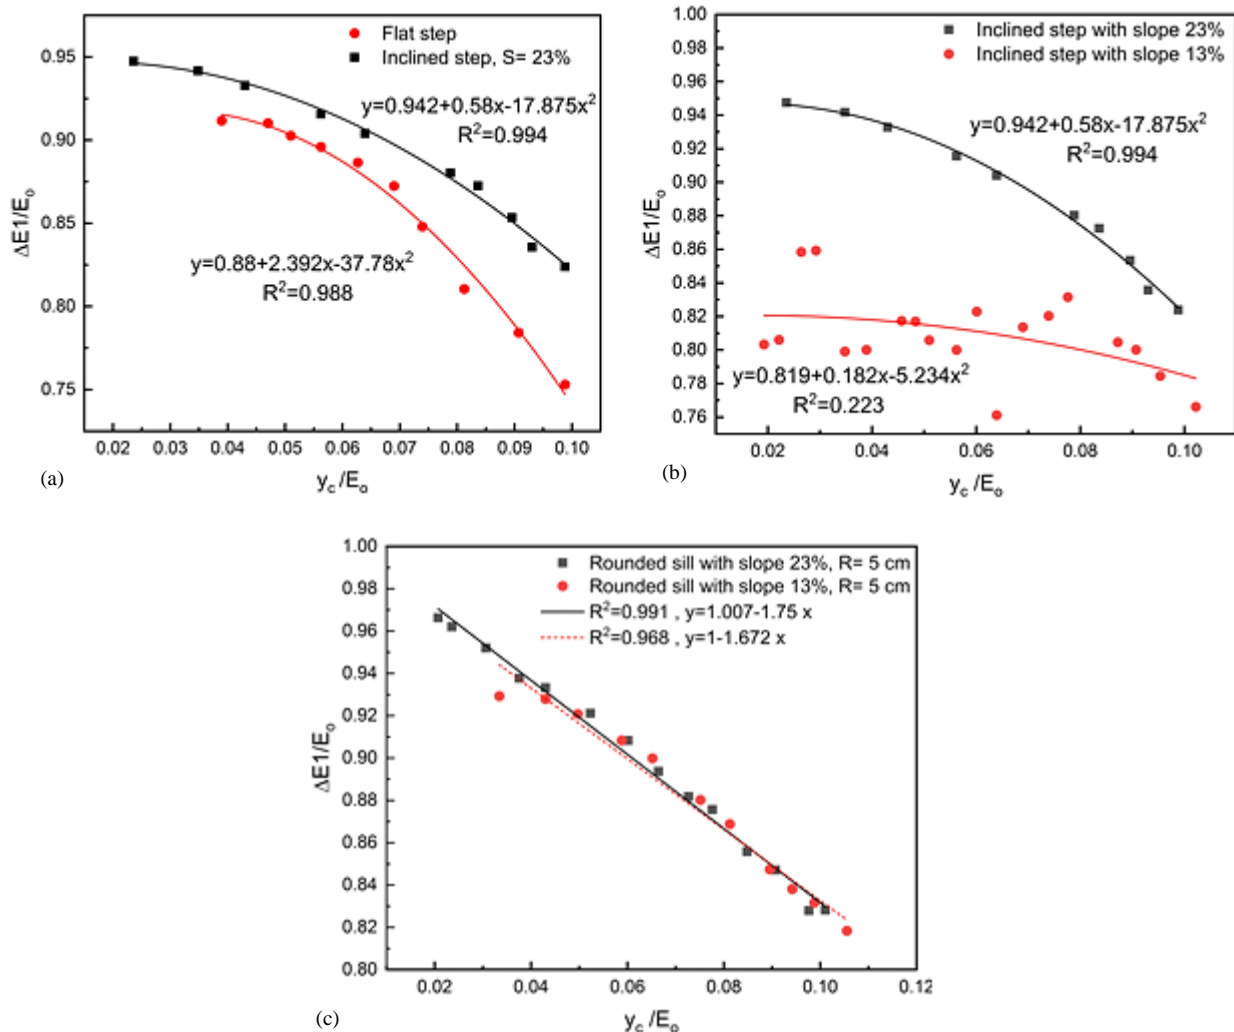 Flat step
Inclined step, S= 23%
0.95
y=0.942+0.58x-17.875x²
R²=0.994
0.90
ΔE1/Eₒ
0.85
y=0.88+2.392x-37.78x²
R²=0.988
0.80
0.75
0.02 0.03 0.04 0.05 0.06 0.07 0.08 0.09 0.10
y_c /Eₒ
(a)
1.00
Inclined step with slope 23%
0.98
Inclined step with slope 13%
0.96
0.94
y=0.942+0.58x-17.875x²
0.92
R²=0.994
0.90
ΔE1/Eₒ
0.88
0.86
0.84
0.82
0.80
y=0.819+0.182x-5.234x²
0.78
R²=0.223
0.76
0.02 0.04 0.06 0.08 0.10
y_c /Eₒ
(b)
1.00
Rounded sill with slope 23%, R= 5 cm
0.98
Rounded sill with slope 13%, R= 5 cm
R²=0.991 , y=1.007-1.75 x
0.96
R²=0.968 , y=1-1.672 x
0.94
0.92
0.90
ΔE1/Eₒ
0.88
0.86
0.84
0.82
0.80
0.02 0.04 0.06 0.08 0.10 0.12
y_c /Eₒ
(c)